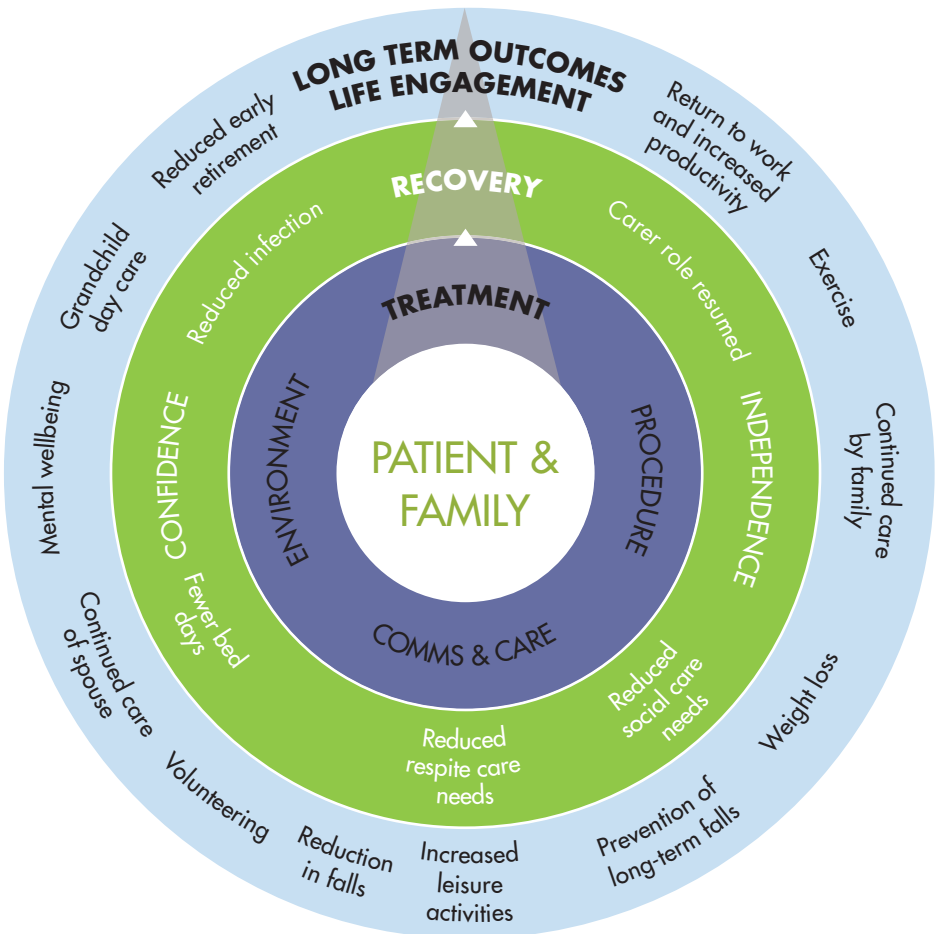 LONG TERM OUTCOMES
LIFE ENGAGEMENT
Return to work
and increased
productivity
Exercise
Continued care
by family
Weight loss
Prevention of
long-term falls
Increased
leisure
activities
Reduction
in falls
Volunteering
Continued care
of spouse
Mental wellbeing
Grandchild
day care
Reduced early
retirement
RECOVERY
Carer role resumed
INDEPENDENCE
Reduced
social care
needs
Reduced
respite care
needs
Fewer bed
days
CONFIDENCE
Reduced infection
TREATMENT
PROCEDURE
COMMS & CARE
ENVIRONMENT
PATIENT &
FAMILY